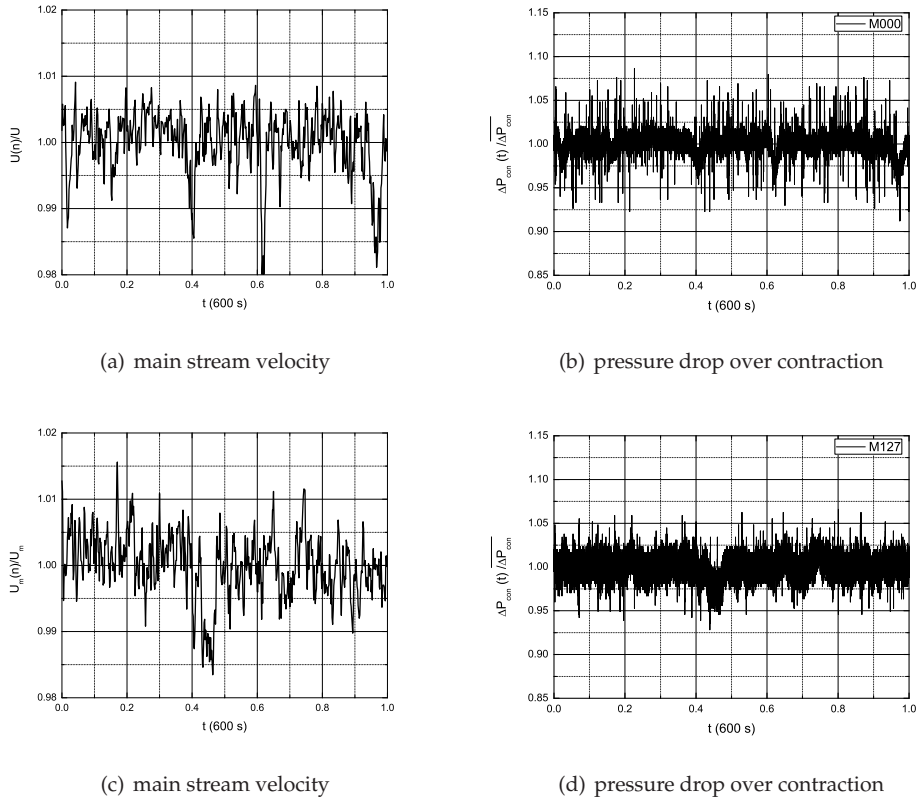 1.02
1.01
1.00
0.99
0.98
U(n)/U
0.0 0.2 0.4 0.6 0.8 1.0
t (600 s)
(a) main stream velocity
1.15
1.10
1.05
1.00
0.95
0.90
0.85
ΔP_con (t) /ΔP_con
M000
0.0 0.2 0.4 0.6 0.8 1.0
t (600 s)
(b) pressure drop over contraction
1.02
1.01
1.00
0.99
0.98
U_m(n)/U_m
0.0 0.2 0.4 0.6 0.8 1.0
t (600 s)
(c) main stream velocity
1.15
1.10
1.05
1.00
0.95
0.90
0.85
ΔP_con (t) /ΔP_con
M127
0.0 0.2 0.4 0.6 0.8 1.0
t (600 s)
(d) pressure drop over contraction